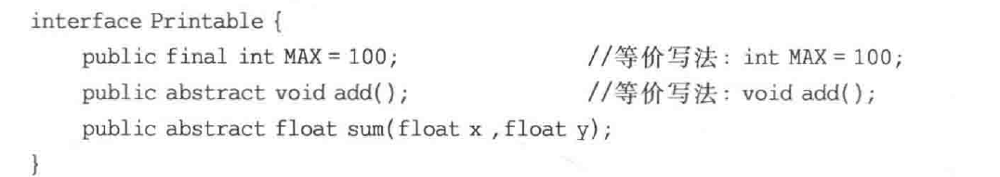 interface Printable {
    public final int MAX = 100;                    //等价写法: int MAX = 100;
    public abstract void add();                    //等价写法: void add();
    public abstract float sum(float x ,float y);
}